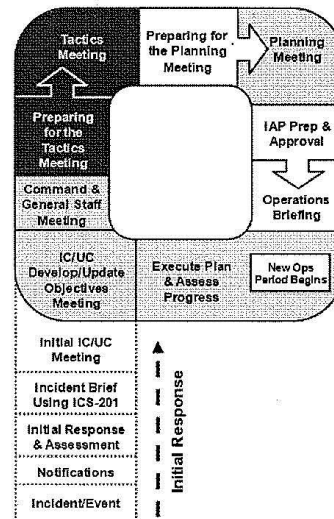 Tactics
Meeting
Preparing for
the Planning
Meeting
Planning
Meeting
Preparing
for the
Tactics
Meeting
IAP Prep &
Approval
Command &
General Staff
Meeting
Operations
Briefing
IC/UC
Develop/Update
Objectives
Meeting
Execute Plan
& Assess
Progress
New Ops
Period Begins
Initial IC/UC
Meeting
Incident Brief
Using ICS-201
Initial Response
& Assessment
Notifications
Incident/Event
Initial Response